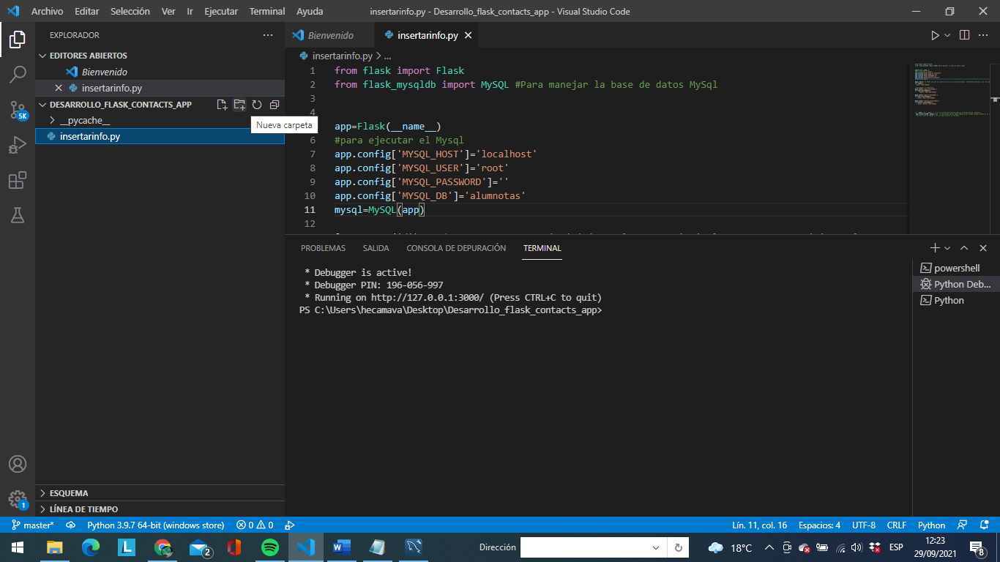 Archivo Editar Selección Ver Ir Ejecutar Terminal Ayuda
insertarinfo.py - Desarrollo_flask_contacts_app - Visual Studio Code
EXPLORADOR
EDITORES ABIERTOS
Bienvenido
insertarinfo.py
DESARROLLO_FLASK_CONTACTS_APP
__pycache__
insertarinfo.py
Nueva carpeta
5K
1
ESQUEMA
LÍNEA DE TIEMPO
Bienvenido
insertarinfo.py
insertarinfo.py > ...
1 from flask import Flask
2 from flask_mysqldb import MySQL #Para manejar la base de datos MySql
3
4
app=Flask(__name__)
6 #para ejecutar el Mysql
7 app.config['MYSQL_HOST']='localhost'
8 app.config['MYSQL_USER']='root'
9 app.config['MYSQL_PASSWORD']=''
10 app.config['MYSQL_DB']='alumnotas'
11 mysql=MySQL(app)
12
PROBLEMAS SALIDA CONSOLA DE DEPURACIÓN TERMINAL
* Debugger is active!
* Debugger PIN: 196-056-997
* Running on http://127.0.0.1:3000/ (Press CTRL+C to quit)
PS C:\Users\hecamava\Desktop\Desarrollo_flask_contacts_app>
powershell
Python Deb...
Python
master* Python 3.9.7 64-bit (windows store) 0 0
Lín. 11, col. 16 Espacios: 4 UTF-8 CRLF Python
L 2 W Dirección 18°C ESP
12:23
29/09/2021
8